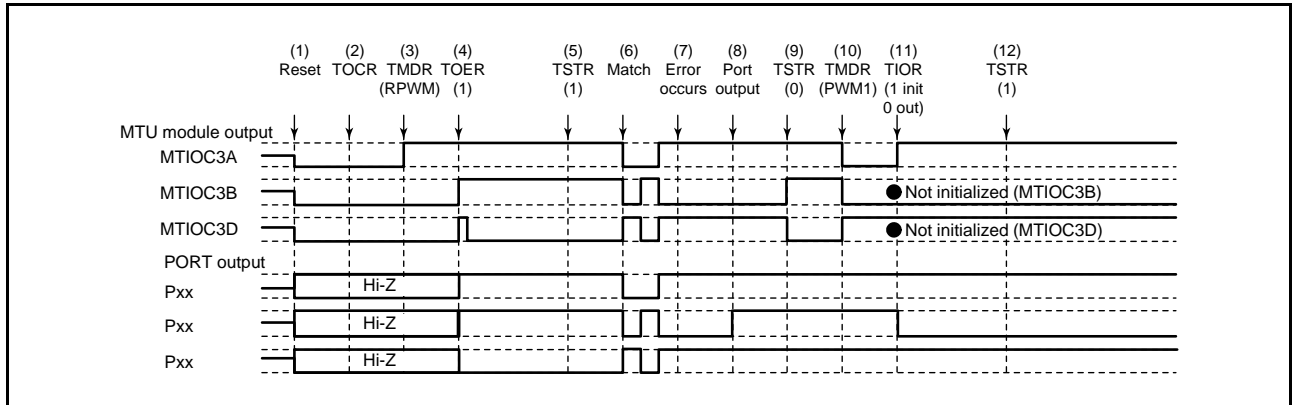 (1) (2) (3) (4) (5) (6) (7) (8) (9) (10) (11) (12)
Reset TOCR TMDR TOER TSTR Match Error Port TSTR TMDR TIOR TSTR
(RPWM) (1) (1) occurs output (0) (PWM1) (1 init (1)
0 out)
MTU module output
MTIOC3A
MTIOC3B
Not initialized (MTIOC3B)
MTIOC3D
Not initialized (MTIOC3D)
PORT output
Pxx
Hi-Z
Pxx
Hi-Z
Pxx
Hi-Z